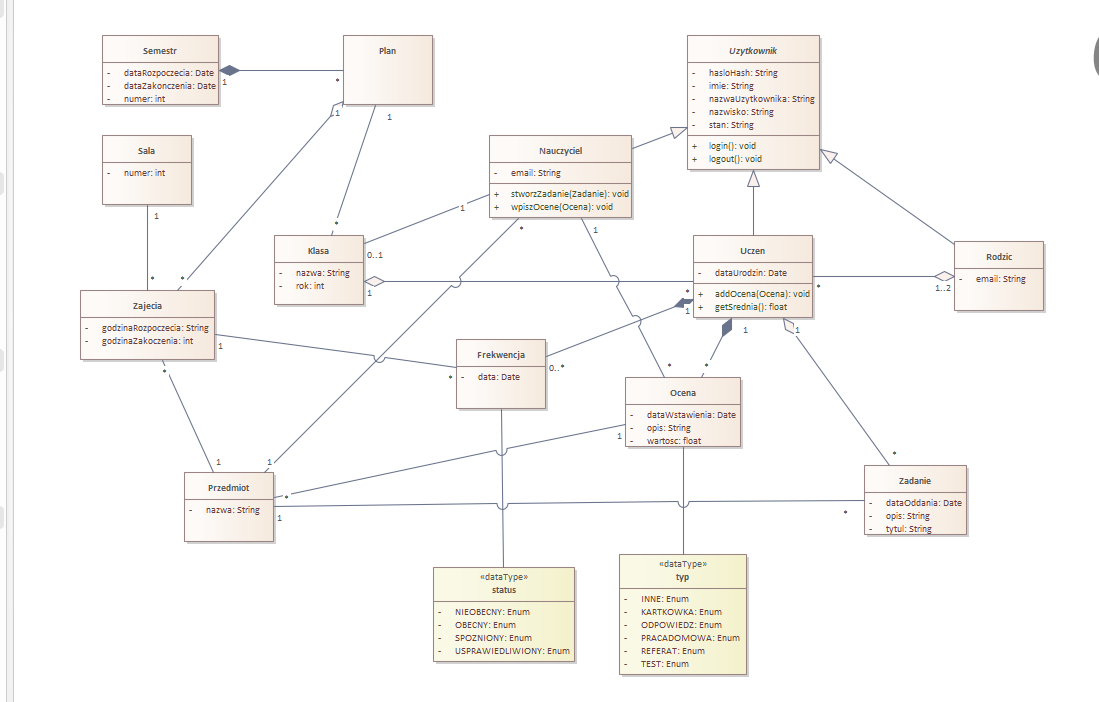 Semestr
- dataRozpoczecia: Date
- dataZakonczenia: Date
- numer: int
1
*
Plan
1
1
Uzytkownik
- hasloHash: String
- imie: String
- nazwaUzytkownika: String
- nazwisko: String
- stan: String
+ login(): void
+ logout(): void
Sala
- numer: int
1
*
*
Nauczyciel
- email: String
+ stworzZadanie(Zadanie): void
+ wpiszOcene(Ocena): void
1
*
1
*
Klasa
- nazwa: String
- rok: int
0..1
1
Uczen
- dataUrodzin: Date
+ addOcena(Ocena): void
+ getSrednia(): float
*
*
1
1
1
Rodzic
- email: String
1..2
Zajecia
- godzinaRozpoczecia: String
- godzinaZakoczenia: int
1
*
Frekwencja
- data: Date
*
0..*
Ocena
- dataWstawienia: Date
- opis: String
- wartosc: float
*
*
1
Przedmiot
- nazwa: String
1
1
*
1
Zadanie
- dataOddania: Date
- opis: String
- tytul: String
*
*
«dataType»
status
- NIEOBECNY: Enum
- OBECNY: Enum
- SPOZNIONY: Enum
- USPRAWIEDLIWIONY: Enum
«dataType»
typ
- INNE: Enum
- KARTKOWKA: Enum
- ODPOWIEDZ: Enum
- PRACADOMOWA: Enum
- REFERAT: Enum
- TEST: Enum